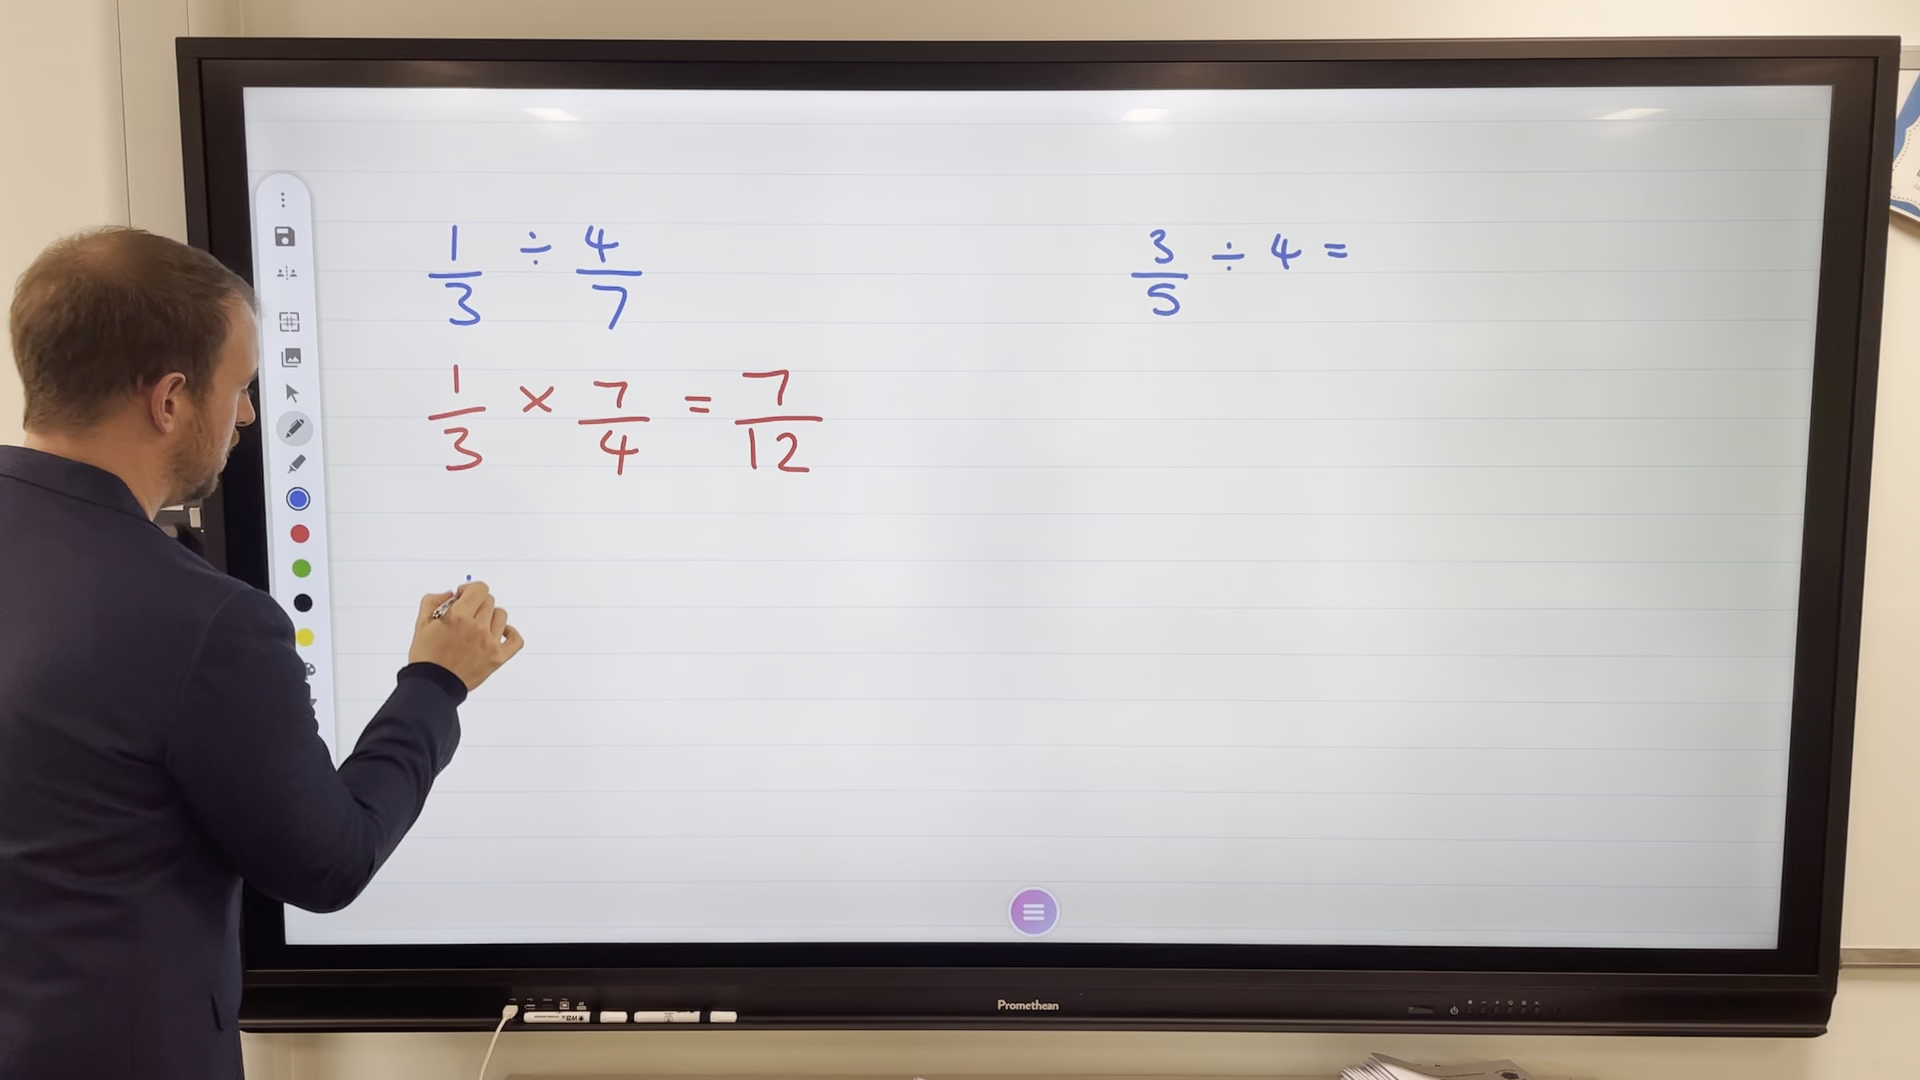 1/3 ÷ 4/7
3/5 ÷ 4 =
1/3 × 7/4 = 7/12
Promethean